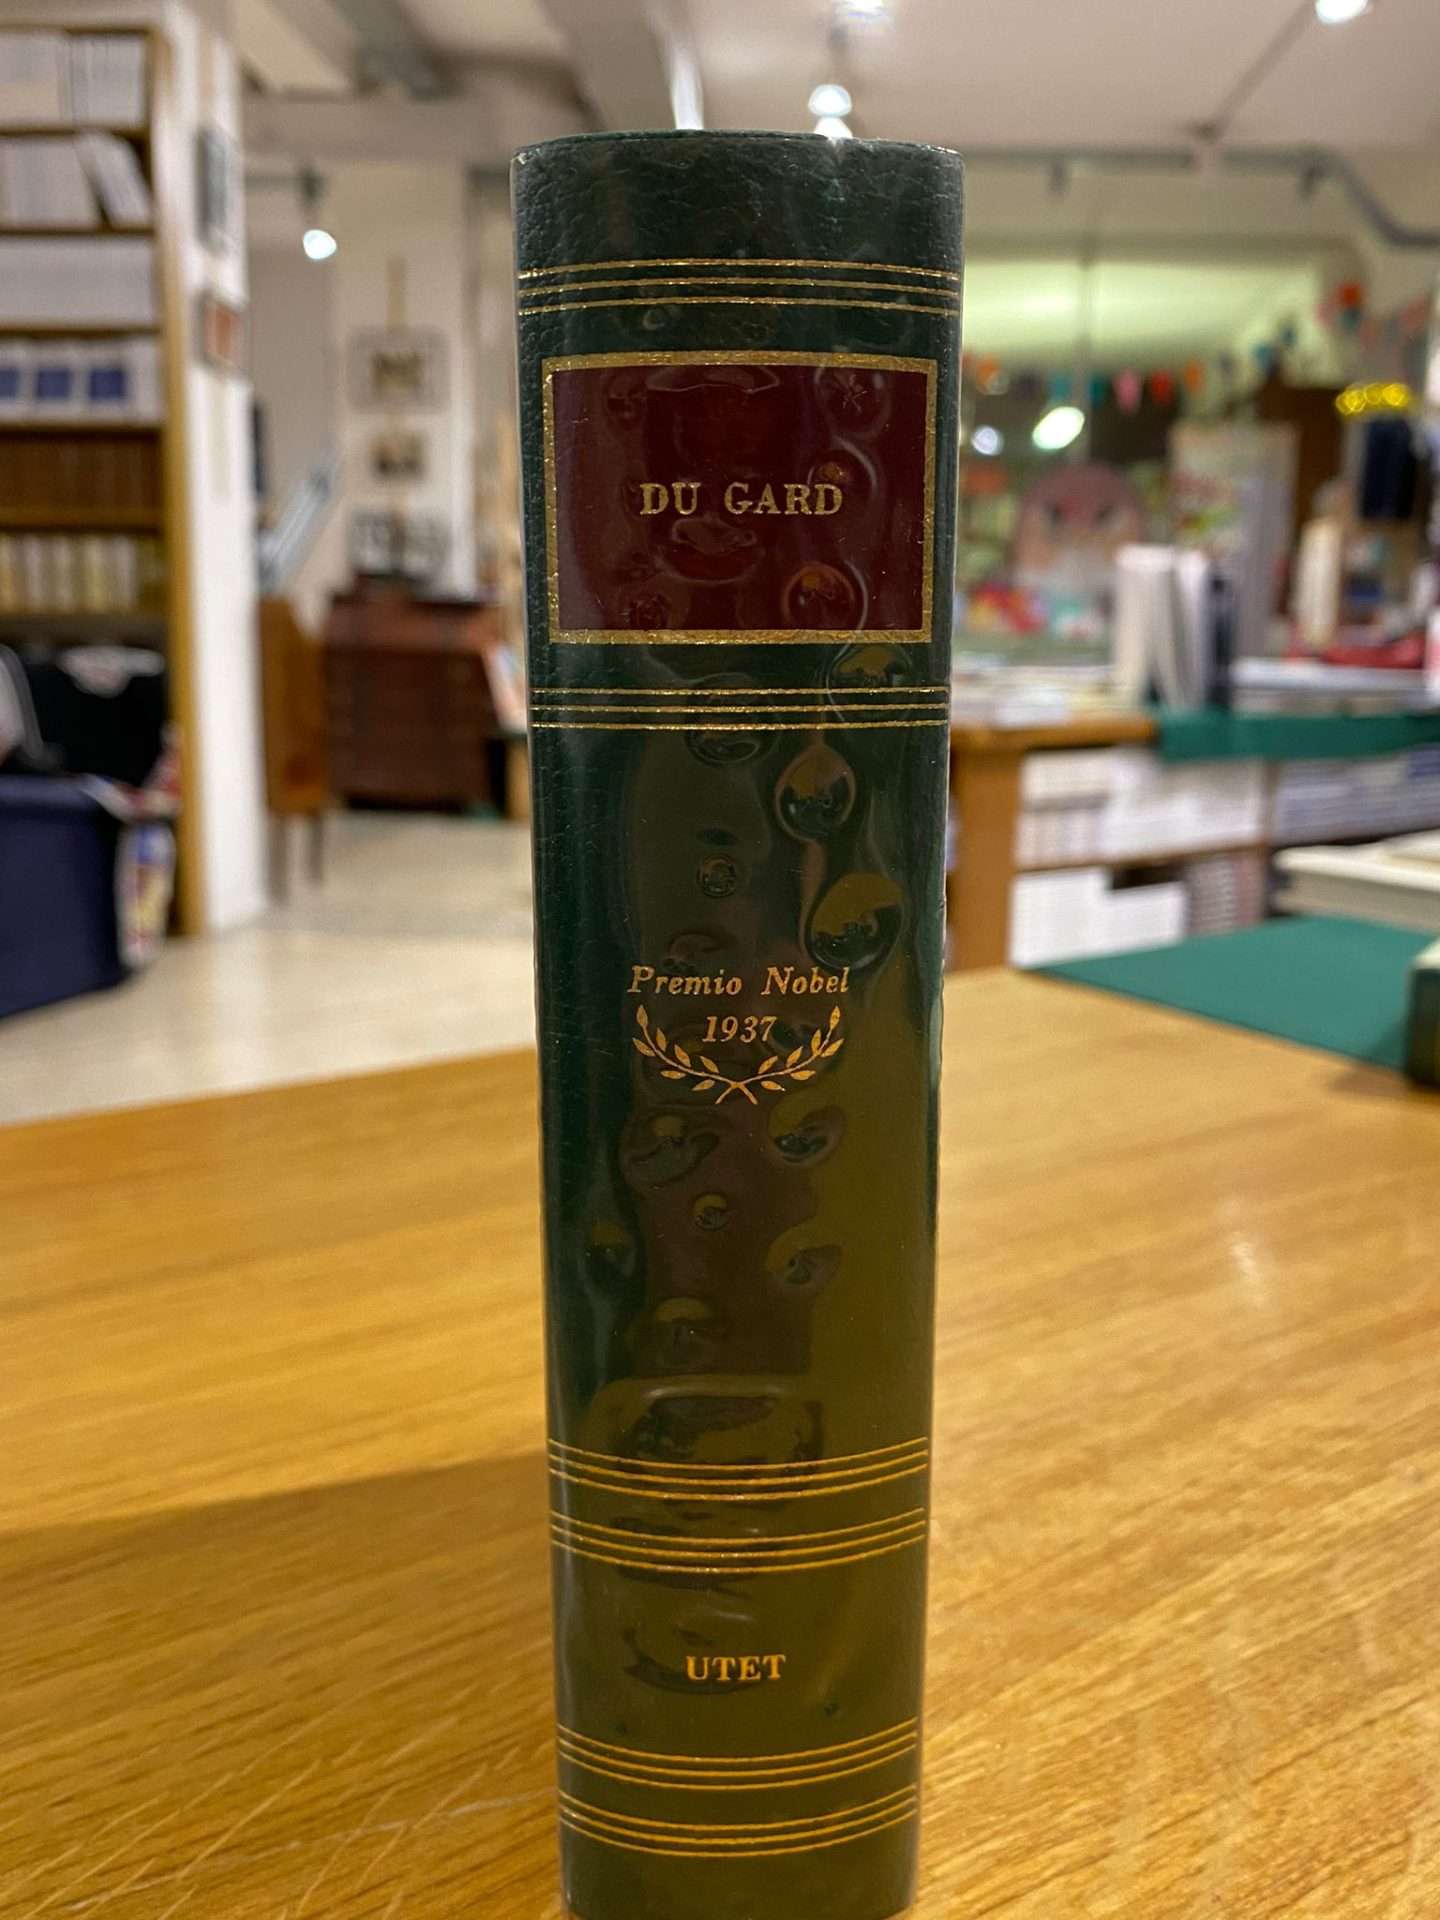 DU GARD
Premio Nobel
1937
UTET